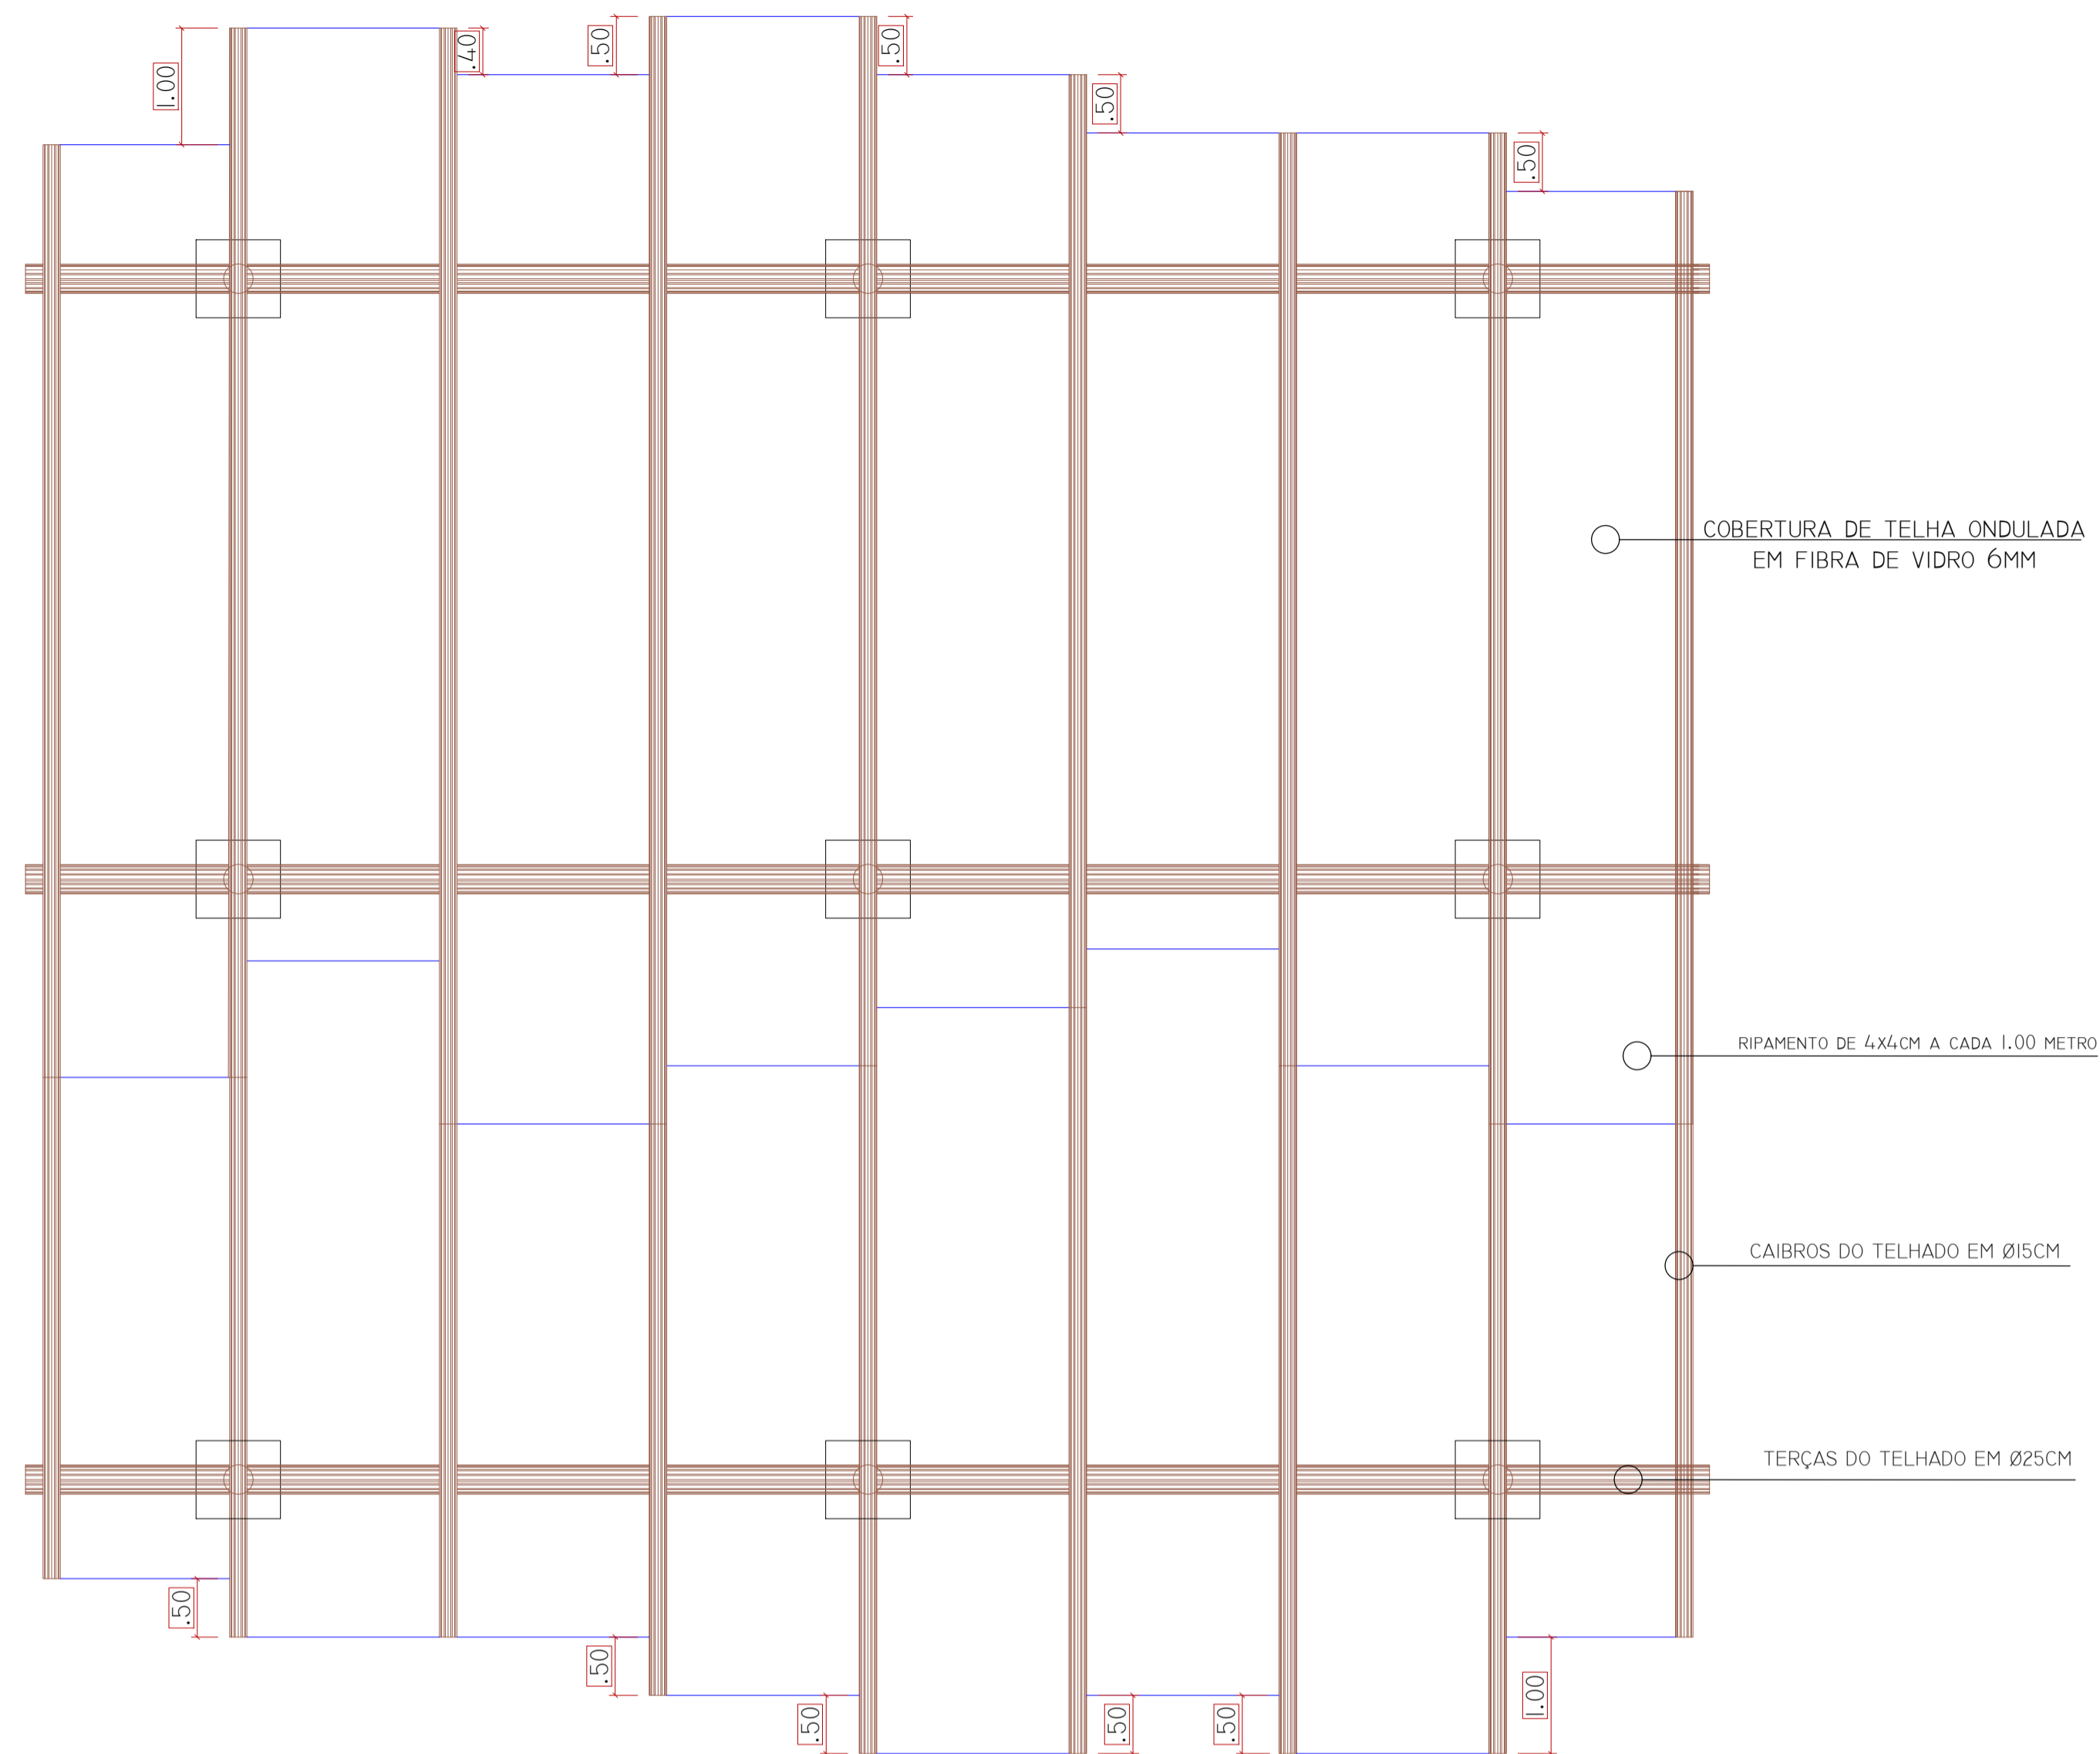 1.00
.40
.50
.50
.50
.50
COBERTURA DE TELHA ONDULADA
EM FIBRA DE VIDRO 6MM
RIPAMENTO DE 4X4CM A CADA 1.00 METRO
CAIBROS DO TELHADO EM Ø15CM
TERÇAS DO TELHADO EM Ø25CM
.50
.50
.50
.50
.50
1.00